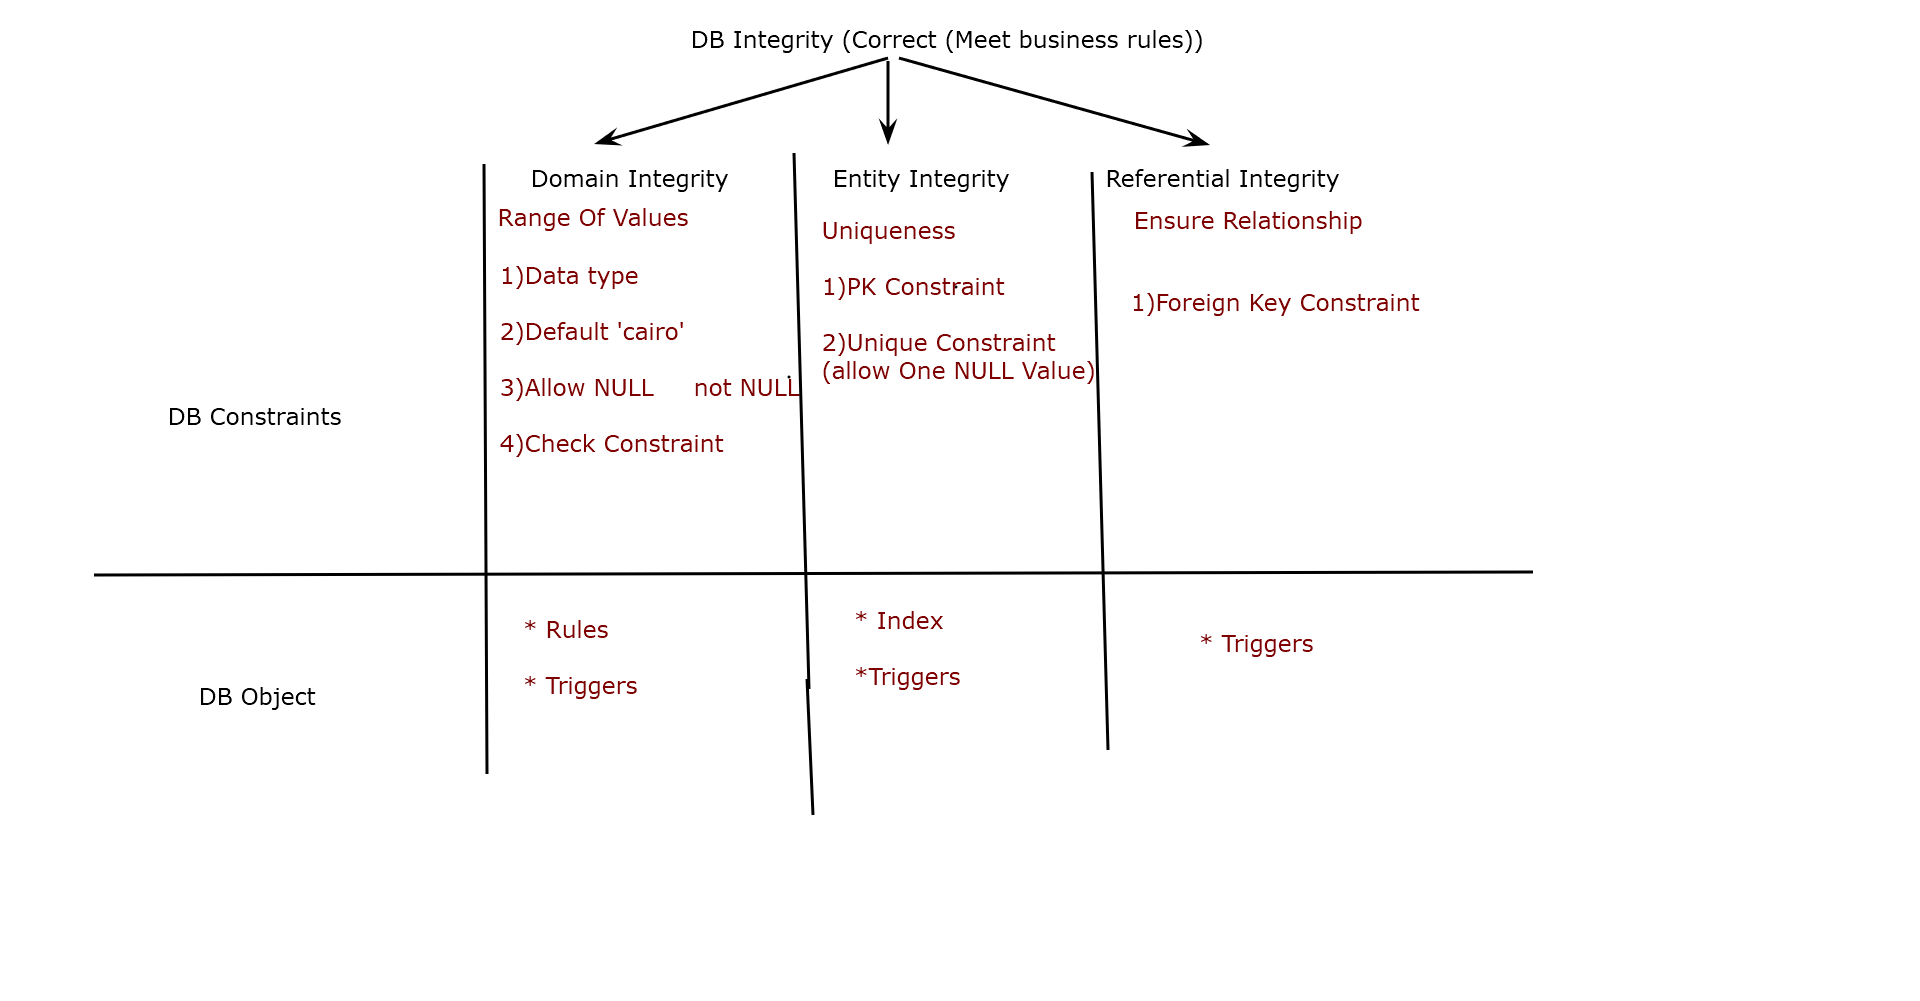 DB Integrity (Correct (Meet business rules))
Domain Integrity
Range Of Values
1)Data type
2)Default 'cairo'
3)Allow NULL not NULL
4)Check Constraint
Entity Integrity
Uniqueness
1)PK Constraint
2)Unique Constraint
(allow One NULL Value)
Referential Integrity
Ensure Relationship
1)Foreign Key Constraint
DB Constraints
DB Object
* Rules
* Triggers
* Index
*Triggers
* Triggers